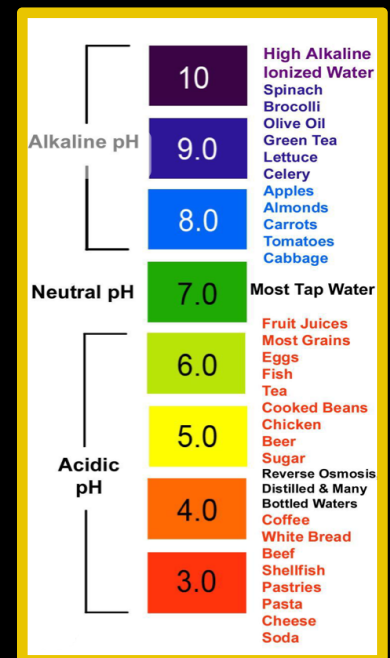 High Alkaline
Ionized Water
10
Spinach
Brocolli
Olive Oil
Alkaline pH
9.0
Green Tea
Lettuce
Celery
Apples
8.0
Almonds
Carrots
Tomatoes
Cabbage
Neutral pH
7.0
Most Tap Water
Fruit Juices
Most Grains
6.0
Eggs
Fish
Tea
Cooked Beans
5.0
Chicken
Beer
Sugar
Acidic
pH
Reverse Osmosis
Distilled & Many
Bottled Waters
4.0
Coffee
White Bread
Beef
3.0
Shellfish
Pastries
Pasta
Cheese
Soda